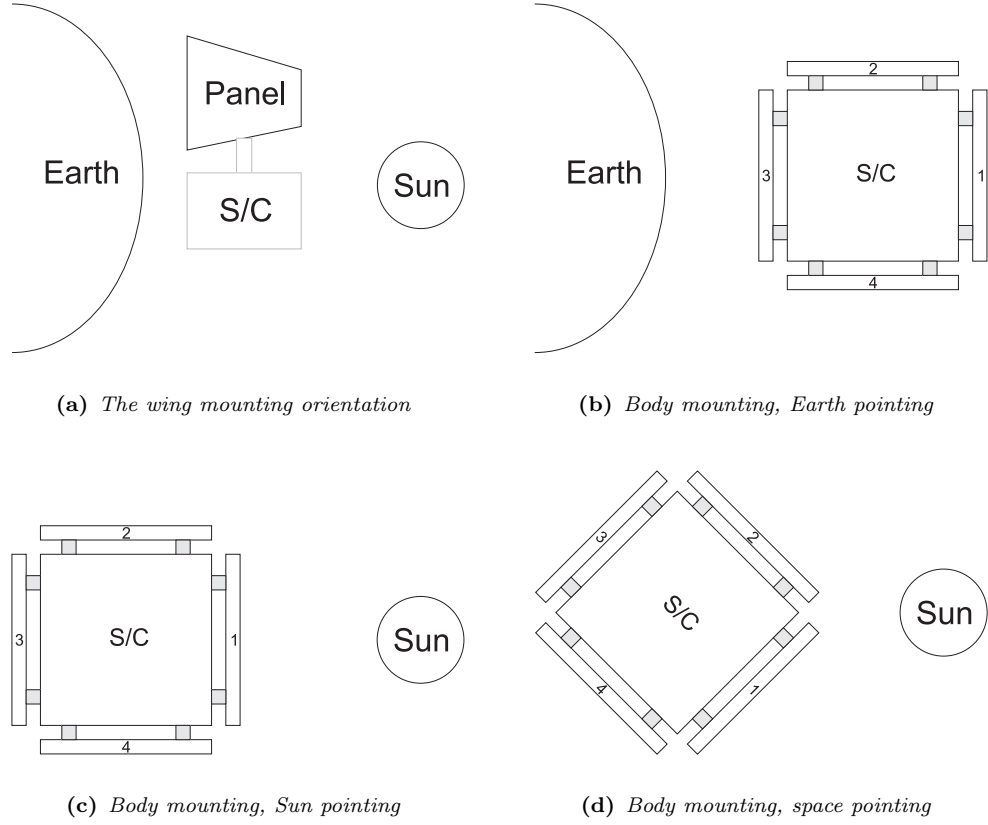 Earth
Panel
S/C
Sun
(a) The wing mounting orientation
Earth
2
3
S/C
1
4
(b) Body mounting, Earth pointing
2
3
S/C
1
4
Sun
(c) Body mounting, Sun pointing
3
2
S/C
4
1
Sun
(d) Body mounting, space pointing